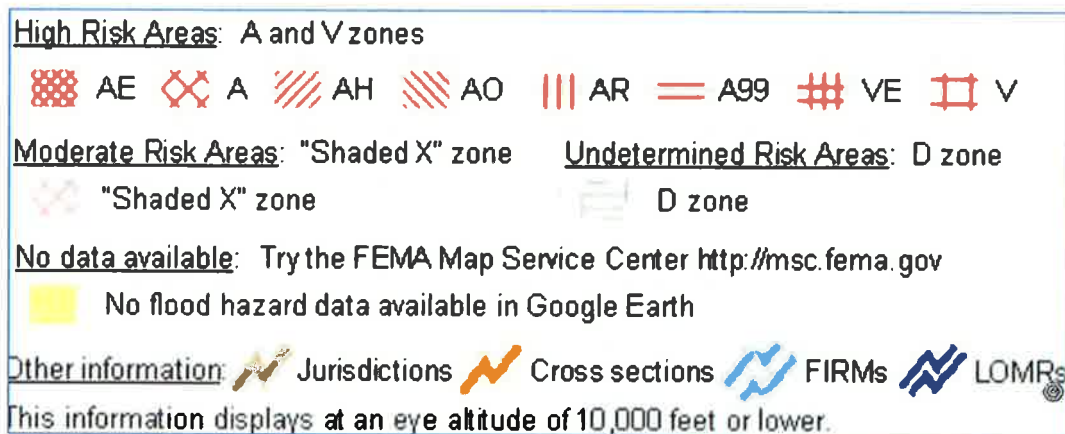 High Risk Areas: A and V zones
AE A AH AO AR A99 VE V
Moderate Risk Areas: "Shaded X" zone Undetermined Risk Areas: D zone
"Shaded X" zone D zone
No data available: Try the FEMA Map Service Center http://msc.fema.gov
No flood hazard data available in Google Earth
Other information: Jurisdictions Cross sections FIRMs LOMRs
This information displays at an eye altitude of 10,000 feet or lower.